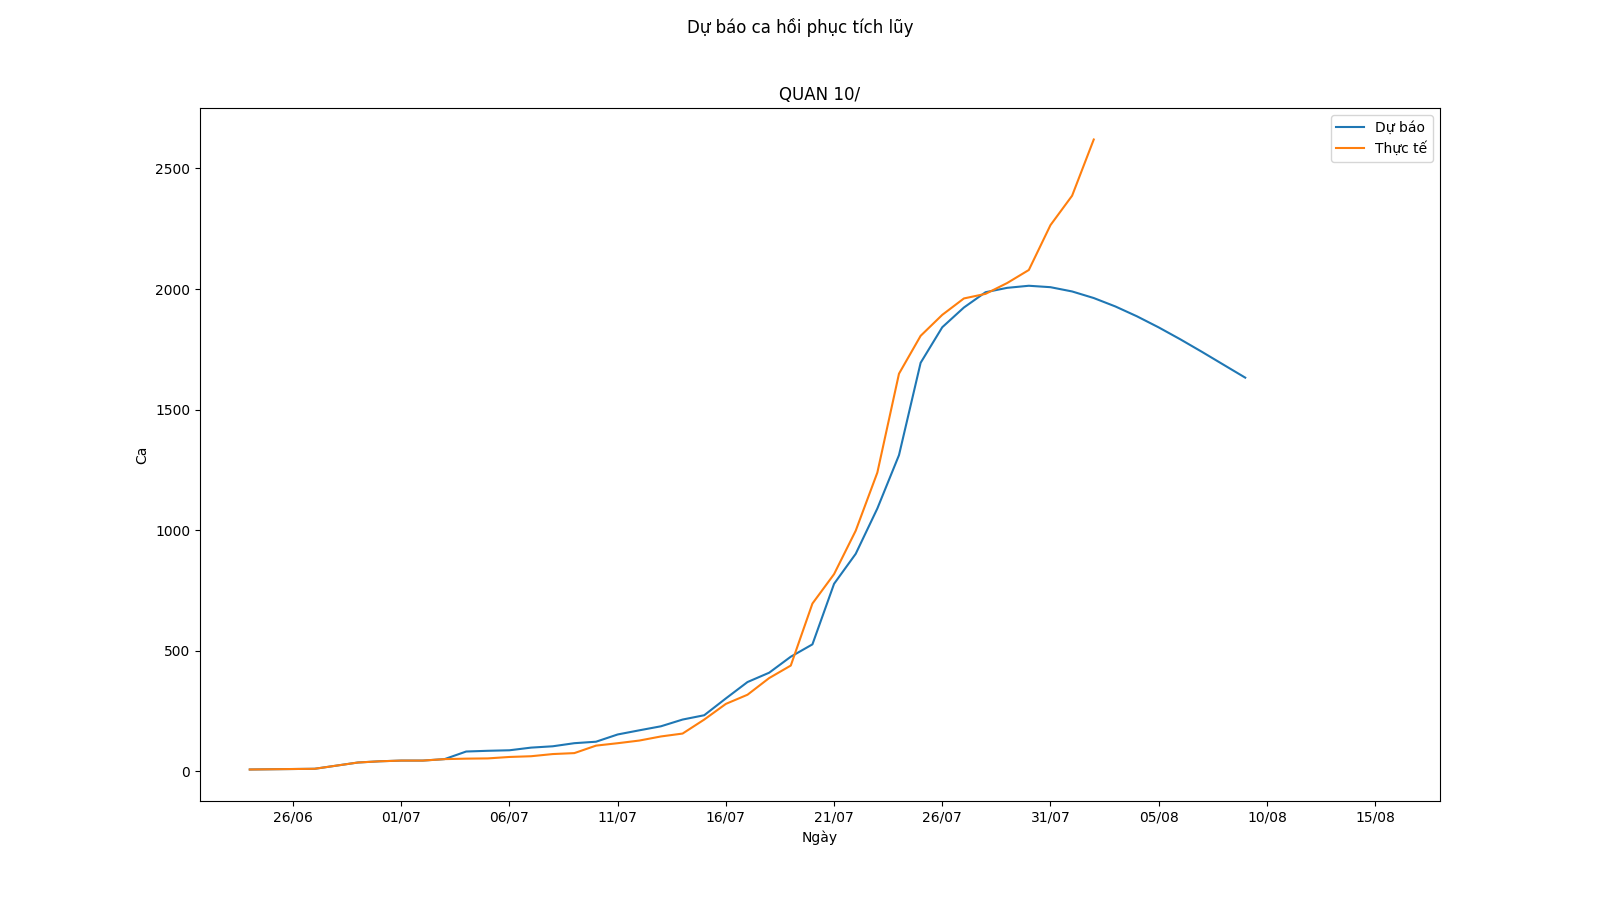 Dự báo ca hồi phục tích lũy
QUAN 10/
Dự báo
Thực tế
2500
2000
1500
1000
500
0
Ca
26/06 01/07 06/07 11/07 16/07 21/07 26/07 31/07 05/08 10/08 15/08
Ngày